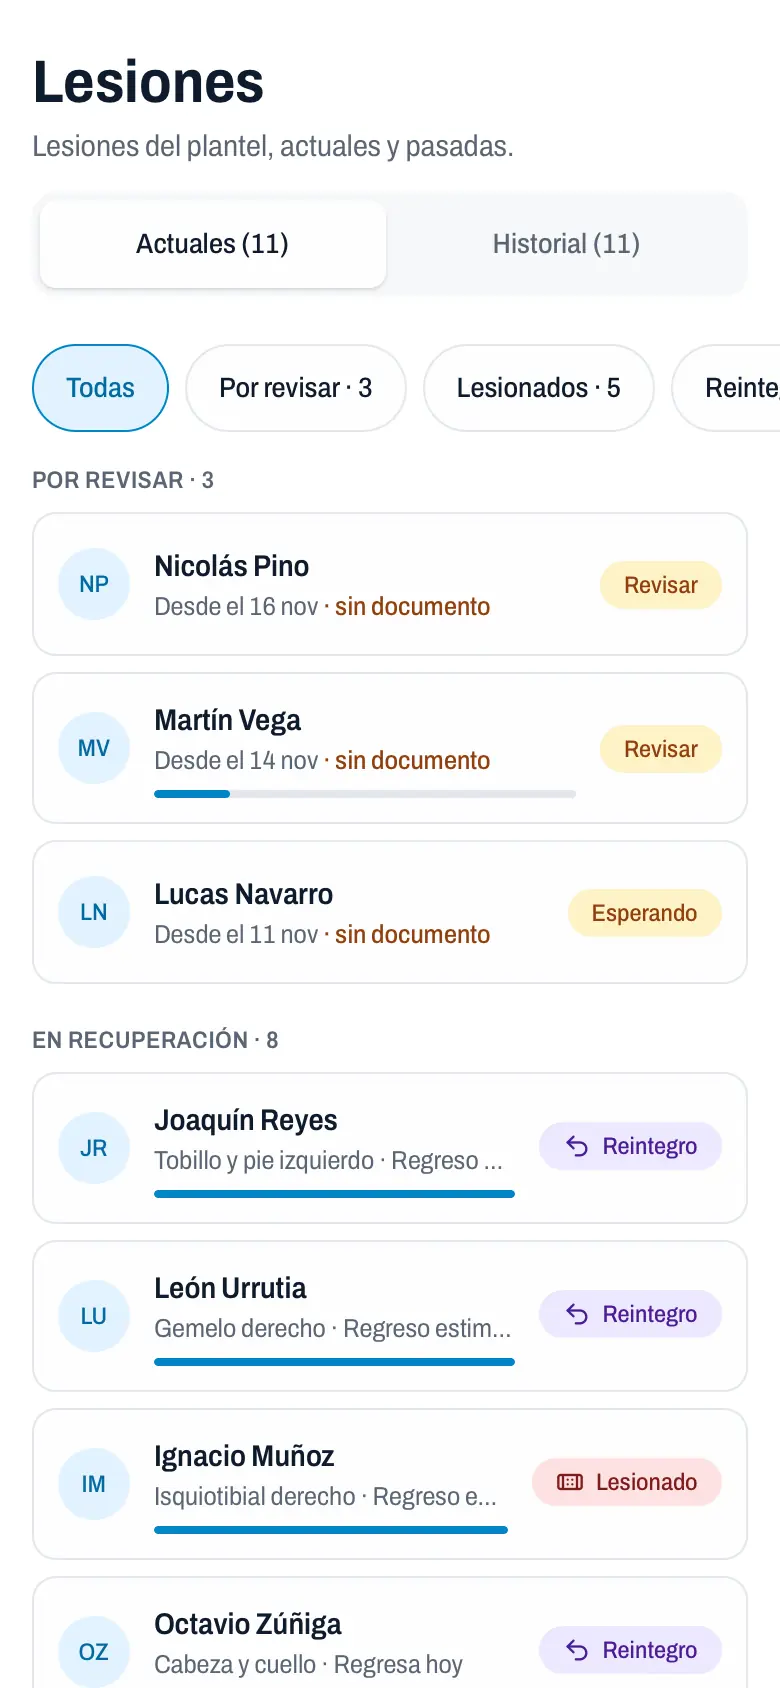 Lesiones
Lesiones del plantel, actuales y pasadas.
Actuales (11)
Historial (11)
Todas
Por revisar · 3
Lesionados · 5
Reinte
POR REVISAR · 3
NP
Nicolás Pino
Desde el 16 nov · sin documento
Revisar
MV
Martín Vega
Desde el 14 nov · sin documento
Revisar
LN
Lucas Navarro
Desde el 11 nov · sin documento
Esperando
EN RECUPERACIÓN · 8
JR
Joaquín Reyes
Tobillo y pie izquierdo · Regreso ...
Reintegro
LU
León Urrutia
Gemelo derecho · Regreso estim...
Reintegro
IM
Ignacio Muñoz
Isquiotibial derecho · Regreso e...
Lesionado
OZ
Octavio Zúñiga
Cabeza y cuello · Regresa hoy
Reintegro